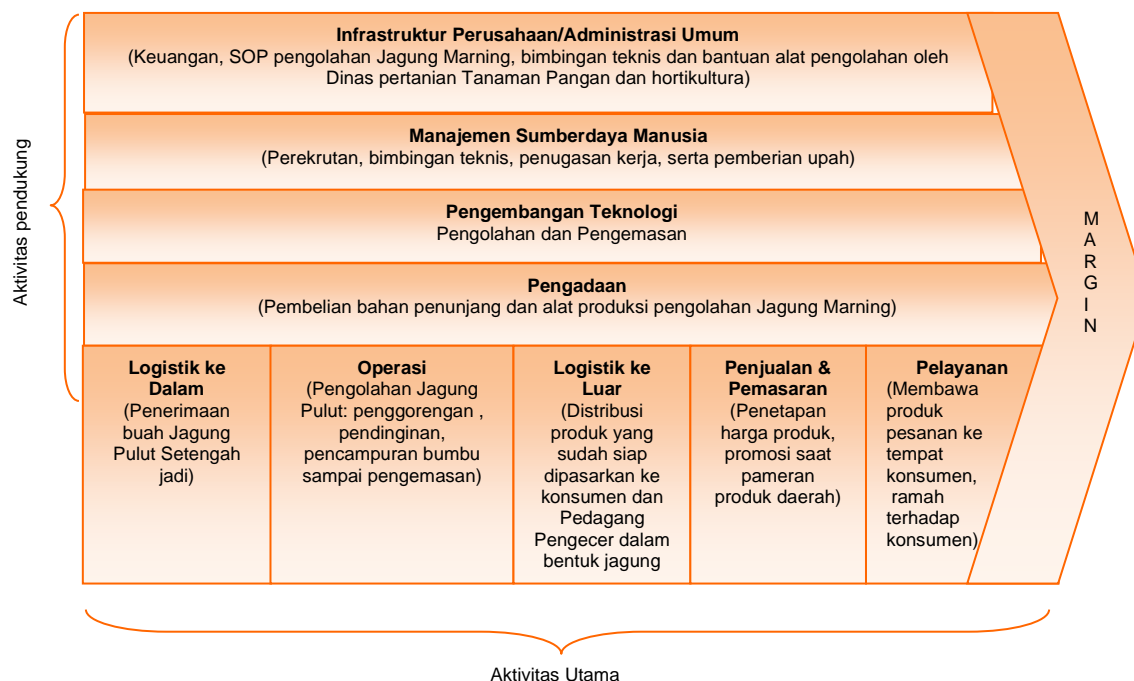 Infrastruktur Perusahaan/Administrasi Umum
(Keuangan, SOP pengolahan Jagung Marning, bimbingan teknis dan bantuan alat pengolahan oleh
Dinas pertanian Tanaman Pangan dan hortikultura)
Manajemen Sumberdaya Manusia
(Perekrutan, bimbingan teknis, penugasan kerja, serta pemberian upah)
Pengembangan Teknologi
Pengolahan dan Pengemasan
Pengadaan
(Pembelian bahan penunjang dan alat produksi pengolahan Jagung Marning)
Aktivitas pendukung
Logistik ke
Dalam
(Penerimaan
buah Jagung
Pulut Setengah
jadi)
Operasi
(Pengolahan Jagung
Pulut: penggorengan ,
pendinginan,
pencampuran bumbu
sampai pengemasan)
Logistik ke
Luar
(Distribusi
produk yang
sudah siap
dipasarkan ke
konsumen dan
Pedagang
Pengecer dalam
bentuk jagung
Penjualan &
Pemasaran
(Penetapan
harga produk,
promosi saat
pameran
produk daerah)
Pelayanan
(Membawa
produk
pesanan ke
tempat
konsumen,
ramah
terhadap
konsumen)
M
A
R
G
I
N
Aktivitas Utama